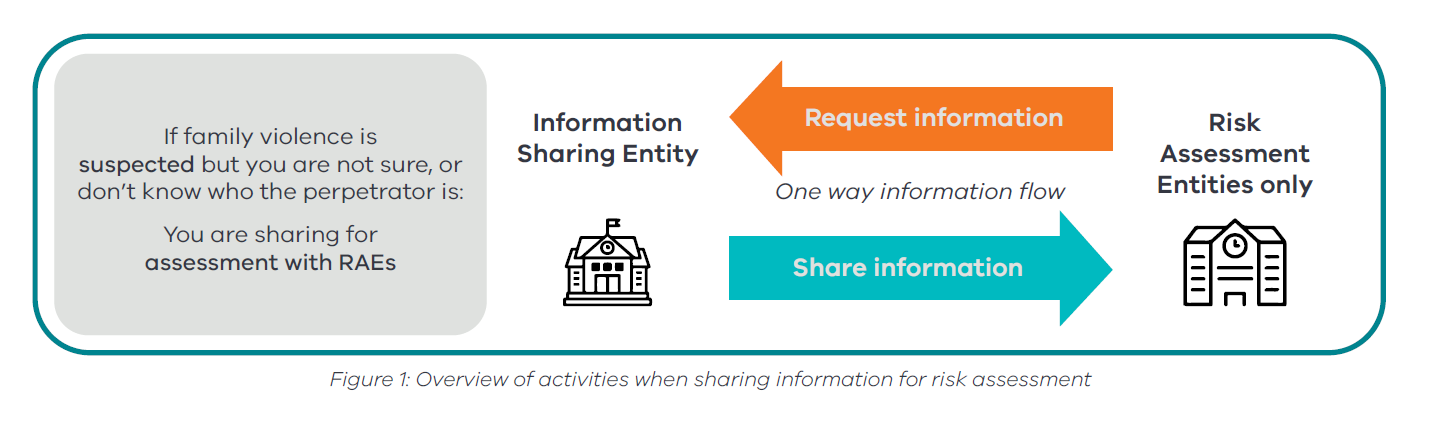 If family violence is
suspected but you are not sure, or
don't know who the perpetrator is:
You are sharing for
assessment with RAEs
Information
Sharing Entity
Request information
One way information flow
Share information
Risk
Assessment
Entities only
Figure 1: Overview of activities when sharing information for risk assessment